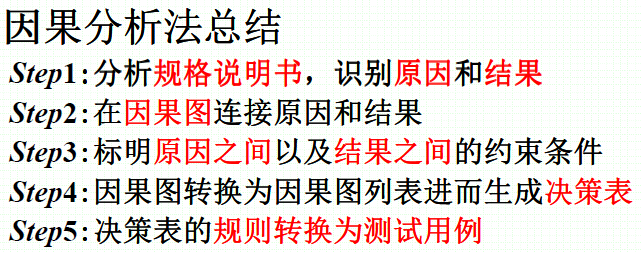 因果分析法总结
Step1:分析规格说明书，识别原因和结果
Step2:在因果图连接原因和结果
Step3:标明原因之间以及结果之间的约束条件
Step4:因果图转换为因果图列表进而生成决策表
Step5:决策表的规则转换为测试用例